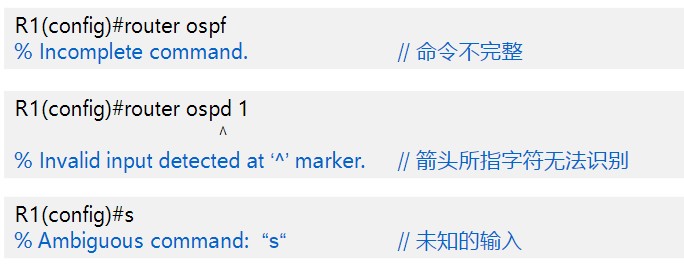 R1(config)#router ospf
% Incomplete command. // 命令不完整
R1(config)#router ospd 1
^
% Invalid input detected at ‘^’ marker. // 箭头所指字符无法识别
R1(config)#s
% Ambiguous command: “s“ // 未知的输入